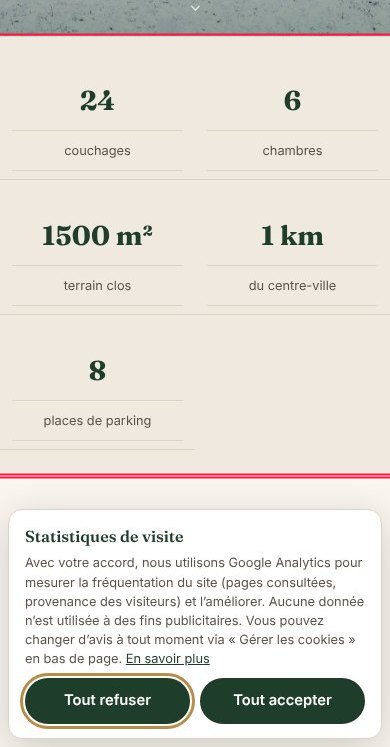 24
6
couchages
chambres
1500 m²
1 km
terrain clos
du centre-ville
8
places de parking
Statistiques de visite
Avec votre accord, nous utilisons Google Analytics pour
mesurer la fréquentation du site (pages consultées,
provenance des visiteurs) et l’améliorer. Aucune donnée
n’est utilisée à des fins publicitaires. Vous pouvez
changer d’avis à tout moment via « Gérer les cookies »
en bas de page. En savoir plus
Tout refuser
Tout accepter